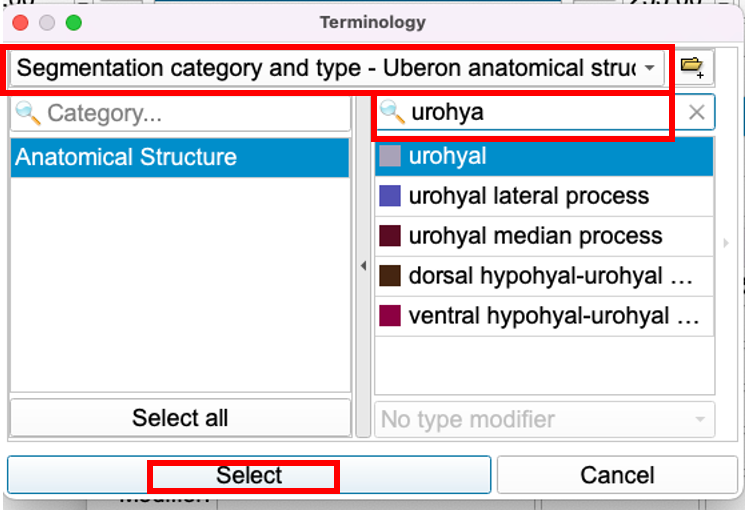 Terminology
Segmentation category and type - Uberon anatomical struc
Category...
urohya
Anatomical Structure
urohyal
urohyal lateral process
urohyal median process
dorsal hypohyal-urohyal ...
ventral hypohyal-urohyal ...
Select all
No type modifier
Select
Cancel